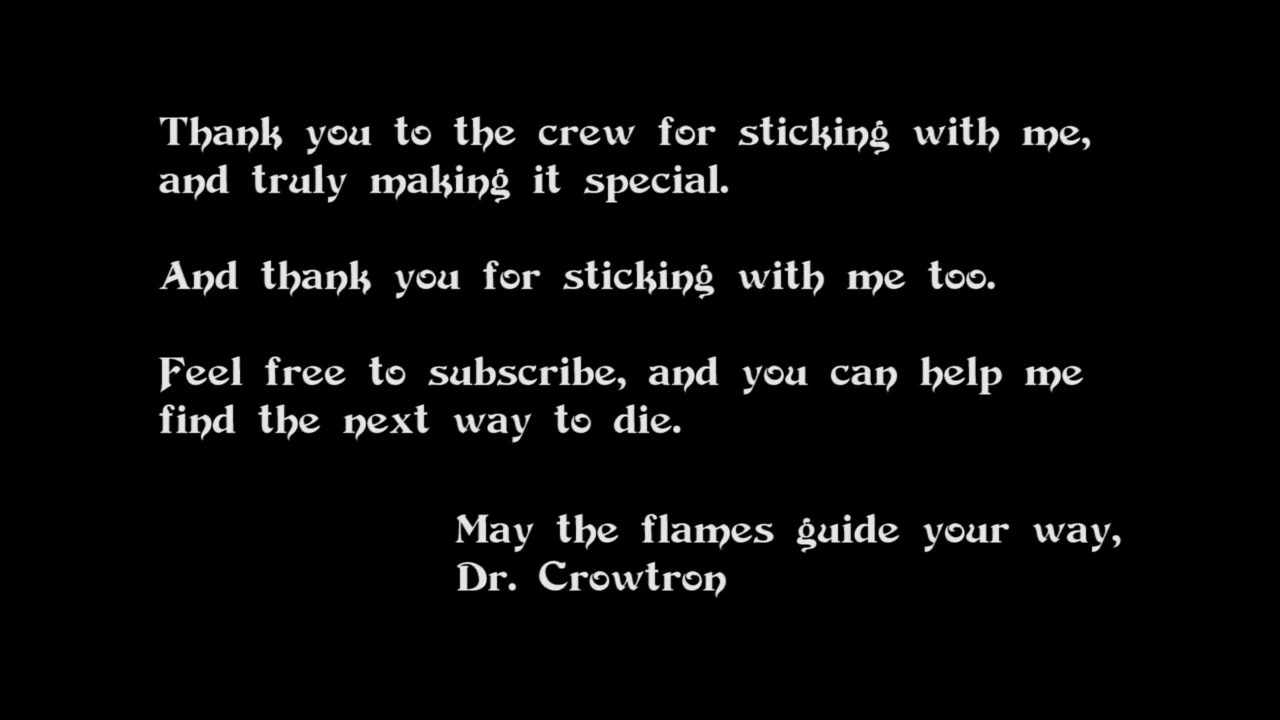 Thank you to the crew for sticking with me,
and truly making it special.
And thank you for sticking with me too.
Feel free to subscribe, and you can help me
find the next way to die.
May the flames guide your way,
Dr. Crowtron